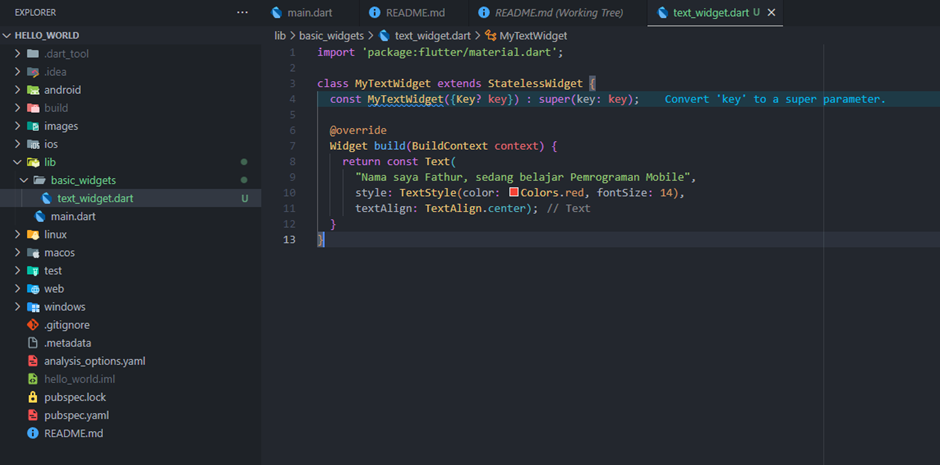 EXPLORER ...
main.dart
README.md
README.md (Working Tree)
text_widget.dart U
HELLO_WORLD
lib > basic_widgets > text_widget.dart > MyTextWidget
.dart_tool
.idea
android
build
images
ios
lib
basic_widgets
text_widget.dart U
main.dart
linux
macos
test
web
windows
.gitignore
.metadata
analysis_options.yaml
hello_world.iml
pubspec.lock
pubspec.yaml
README.md
1 import 'package:flutter/material.dart';
2
3 class MyTextWidget extends StatelessWidget {
4 const MyTextWidget({Key? key}) : super(key: key); Convert 'key' to a super parameter.
5
6 @override
7 Widget build(BuildContext context) {
8 return const Text(
9 "Nama saya Fathur, sedang belajar Pemrograman Mobile",
10 style: TextStyle(color: Colors.red, fontSize: 14),
11 textAlign: TextAlign.center); // Text
12 }
13 }